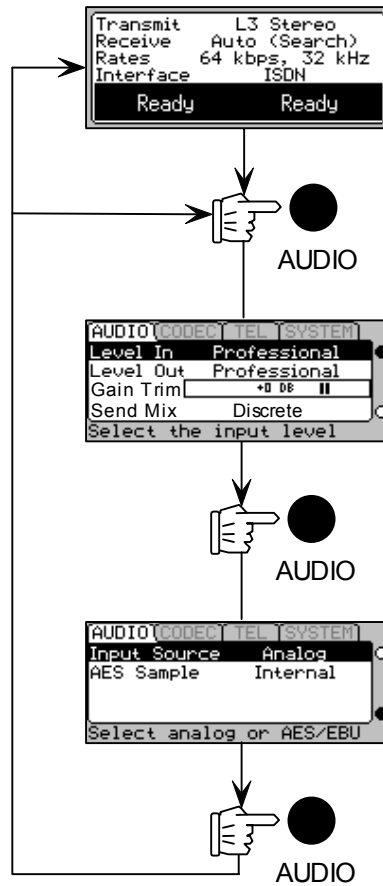 Transmit L3 Stereo
Receive Auto (Search)
Rates 64 kbps, 32 kHz
Interface ISDN
Ready Ready
AUDIO
AUDIO CODEC TEL SYSTEM
Level In Professional
Level Out Professional
Gain Trim +0 DB
Send Mix Discrete
Select the input level
AUDIO
AUDIO CODEC TEL SYSTEM
Input Source Analog
AES Sample Internal
Select analog or AES/EBU
AUDIO